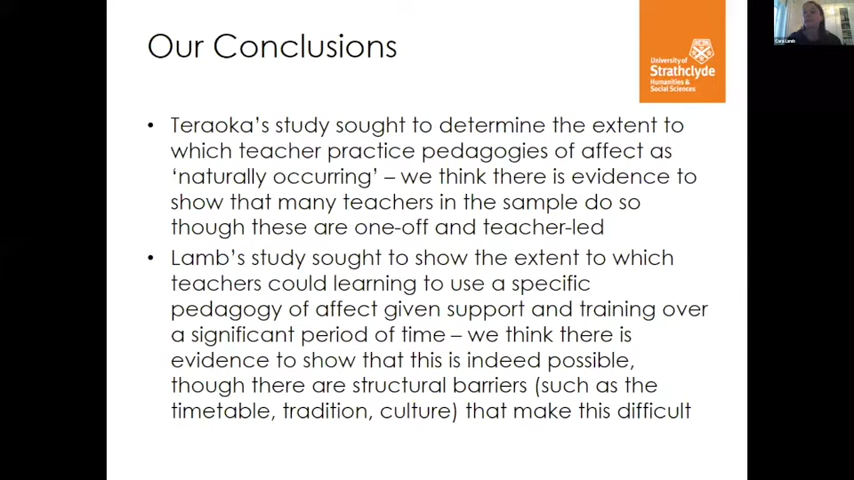 Our Conclusions
University of
Strathclyde
Humanities &
Social Sciences
• Teraoka's study sought to determine the extent to
which teacher practice pedagogies of affect as
'naturally occurring' – we think there is evidence to
show that many teachers in the sample do so
though these are one-off and teacher-led
• Lamb's study sought to show the extent to which
teachers could learning to use a specific
pedagogy of affect given support and training over
a significant period of time – we think there is
evidence to show that this is indeed possible,
though there are structural barriers (such as the
timetable, tradition, culture) that make this difficult